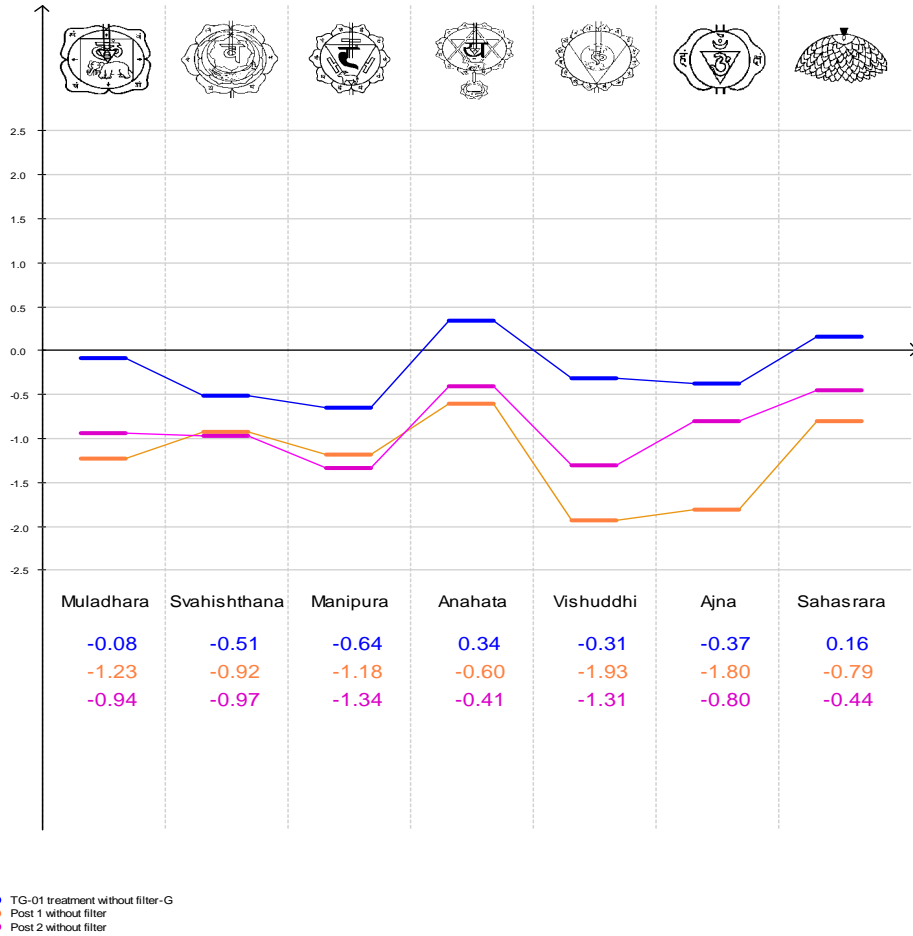 2.5
2.0
1.5
1.0
0.5
0.0
-0.5
-1.0
-1.5
-2.0
-2.5
Muladhara Svahishthana Manipura Anahata Vishuddhi Ajna Sahasrara
-0.08 -0.51 -0.64 0.34 -0.31 -0.37 0.16
-1.23 -0.92 -1.18 -0.60 -1.93 -1.80 -0.79
-0.94 -0.97 -1.34 -0.41 -1.31 -0.80 -0.44
TG-01 treatment without filter-G
Post 1 without filter
Post 2 without filter